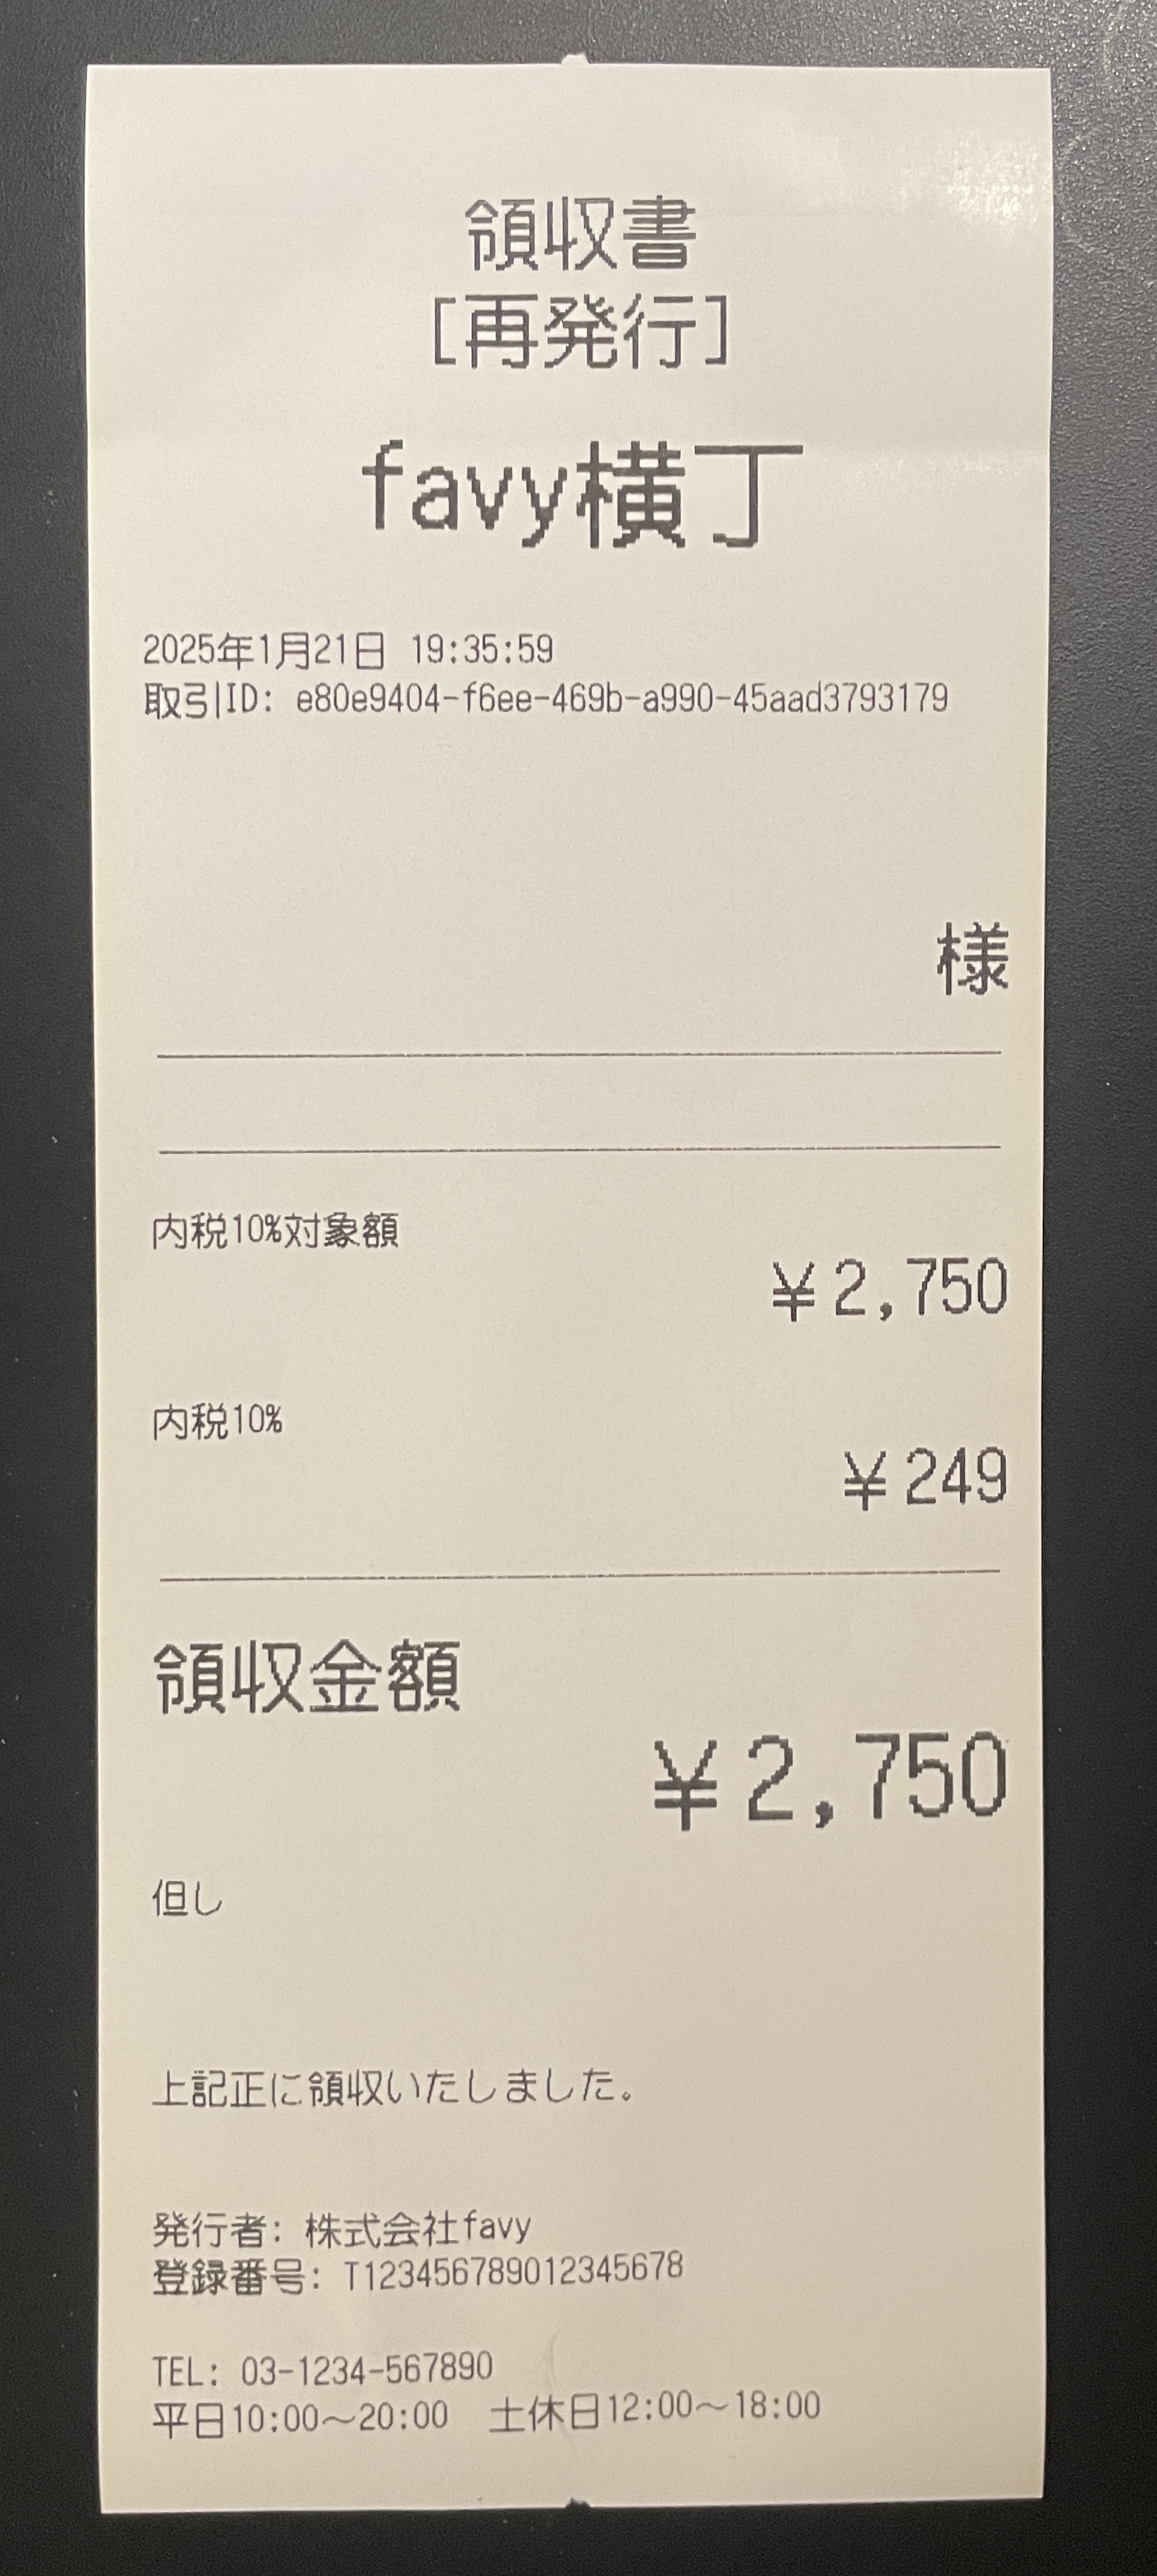 領収書
[再発行]
favy横丁
2025年1月21日 19:35:59
取引ID: e80e9404-f6ee-469b-a990-45aad3793179
様
内税10%対象額
￥2,750
内税10%
￥249
領収金額
￥2,750
但し
上記正に領収いたしました。
発行者: 株式会社favy
登録番号: T123456789012345678
TEL: 03-1234-567890
平日10:00〜20:00　土休日12:00〜18:00